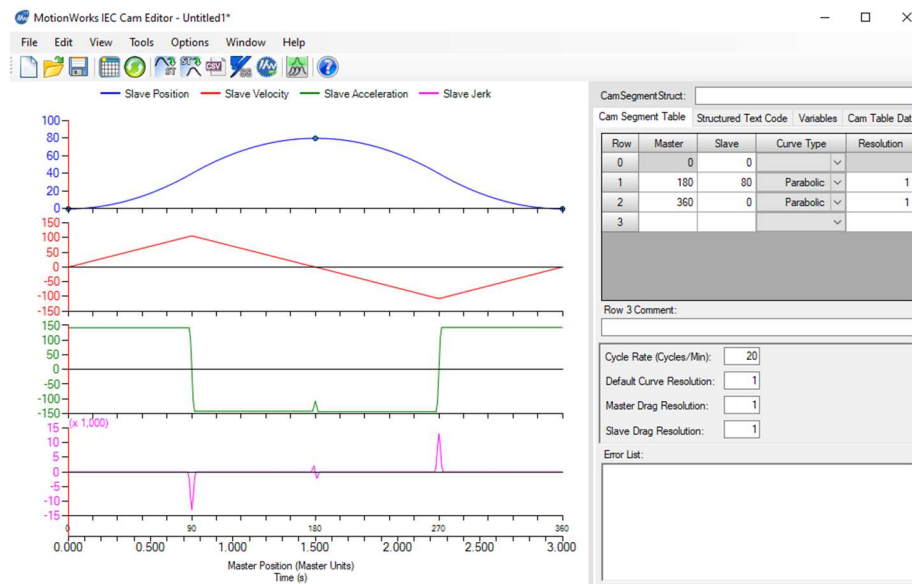 MotionWorks IEC Cam Editor - Untitled1*
File Edit View Tools Options Window Help
ST ST CSV SG
Slave Position Slave Velocity Slave Acceleration Slave Jerk
100
80
60
40
20
0
150
100
50
0
-50
-100
-150
150
100
50
0
-50
-100
-150
(x 1,000)
15
10
5
0
-5
-10
-15
0 90 180 270 360
0.000 0.500 1.000 1.500 2.000 2.500 3.000
Master Position (Master Units)
Time (s)
CamSegmentStruct:
Cam Segment Table Structured Text Code Variables Cam Table Dat
Row Master Slave Curve Type Resolution
0 0 0
1 180 80 Parabolic 1
2 360 0 Parabolic 1
3
Row 3 Comment:
Cycle Rate (Cycles/Min): 20
Default Curve Resolution: 1
Master Drag Resolution: 1
Slave Drag Resolution: 1
Error List: